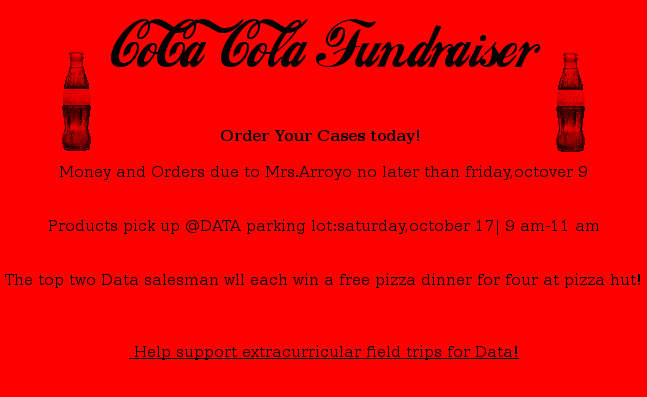 CoCa Cola Fundraiser
Order Your Cases today!
Money and Orders due to Mrs.Arroyo no later than friday,octover 9
Products pick up @DATA parking lot:saturday,october 17| 9 am-11 am
The top two Data salesman wll each win a free pizza dinner for four at pizza hut!
Help support extracurricular field trips for Data!